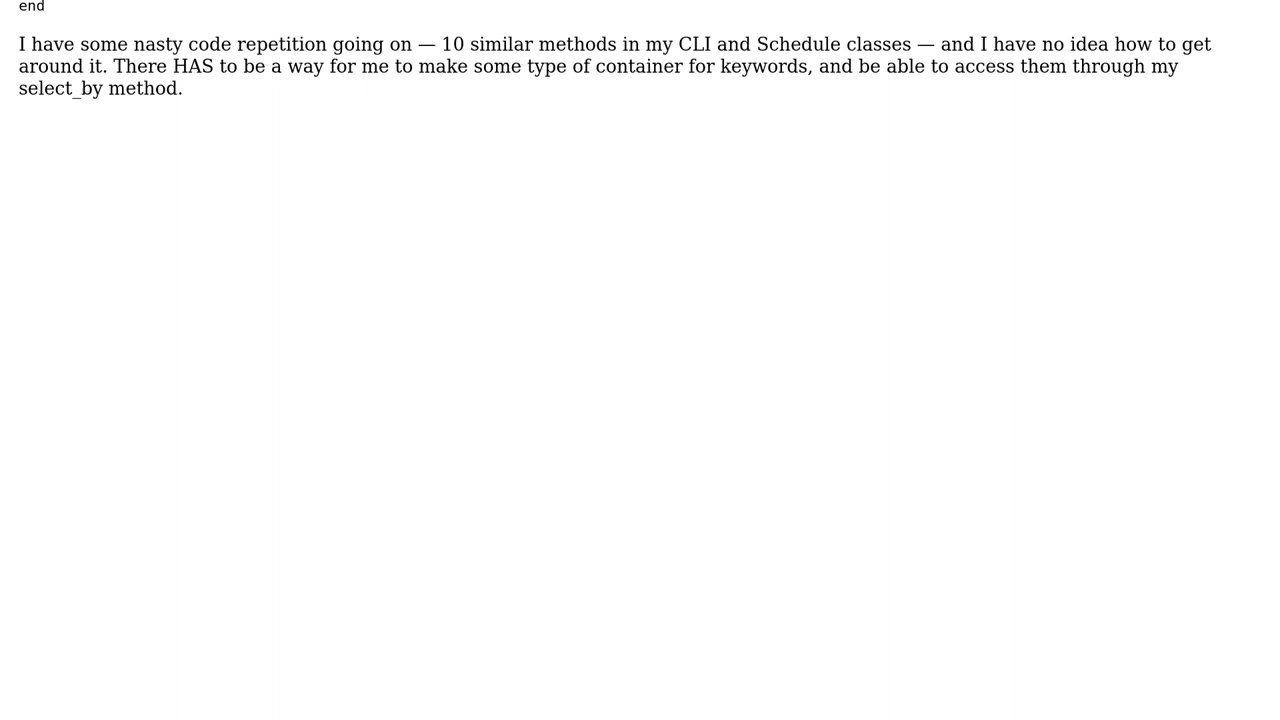 end
I have some nasty code repetition going on — 10 similar methods in my CLI and Schedule classes — and I have no idea how to get
around it. There HAS to be a way for me to make some type of container for keywords, and be able to access them through my
select_by method.